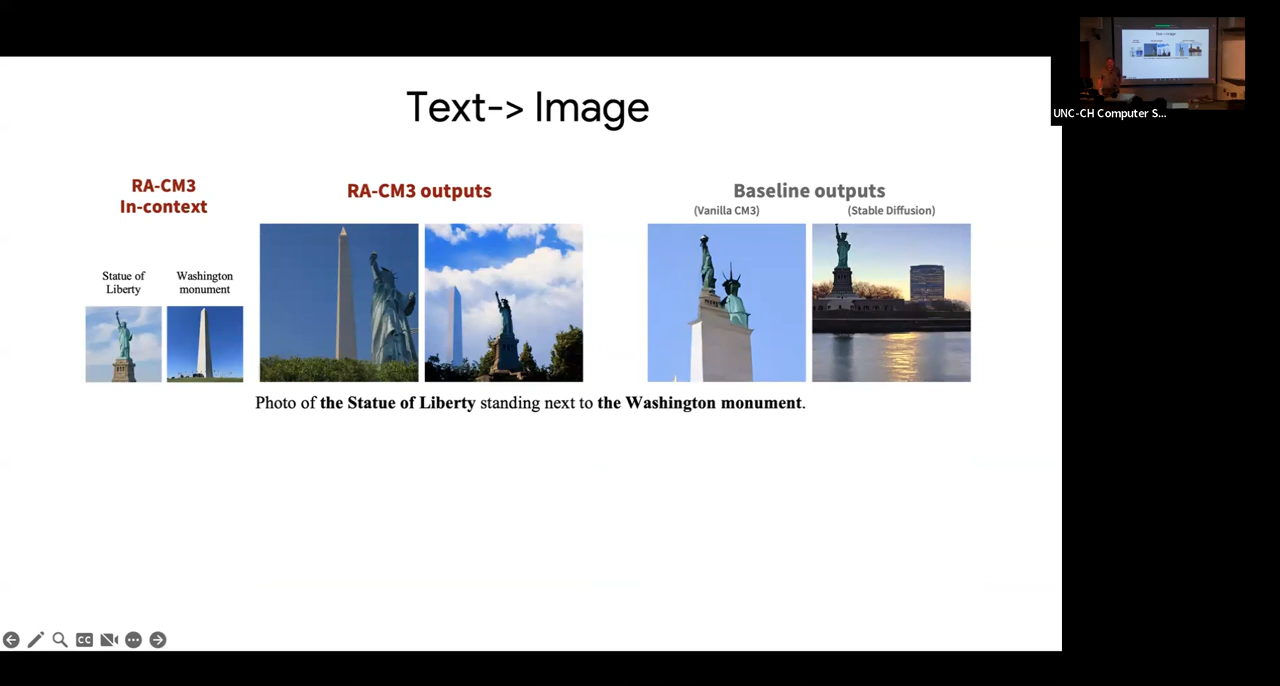 Text-> Image
RA-CM3
In-context
RA-CM3 outputs
Baseline outputs
(Vanilla CM3)
(Stable Diffusion)
Statue of
Liberty
Washington
monument
Photo of the Statue of Liberty standing next to the Washington monument.
CC
UNC-CH Computer S...